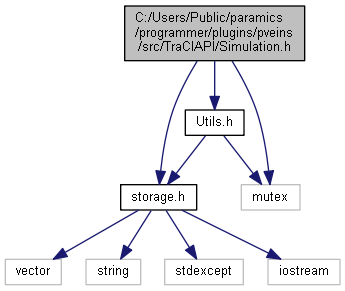 C:/Users/Public/paramics
/programmer/plugins/pveins
/src/TraCIAPI/Simulation.h
Utils.h
storage.h
mutex
vector
string
stdexcept
iostream